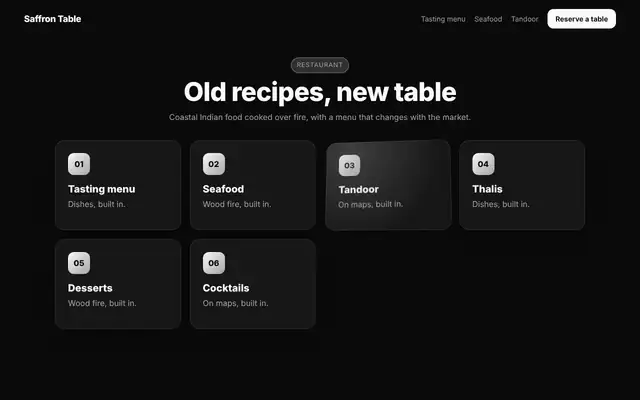 Saffron Table
Tasting menu Seafood Tandoor Reserve a table
RESTAURANT
Old recipes, new table
Coastal Indian food cooked over fire, with a menu that changes with the market.
01
Tasting menu
Dishes, built in.
02
Seafood
Wood fire, built in.
03
Tandoor
On maps, built in.
04
Thalis
Dishes, built in.
05
Desserts
Wood fire, built in.
06
Cocktails
On maps, built in.